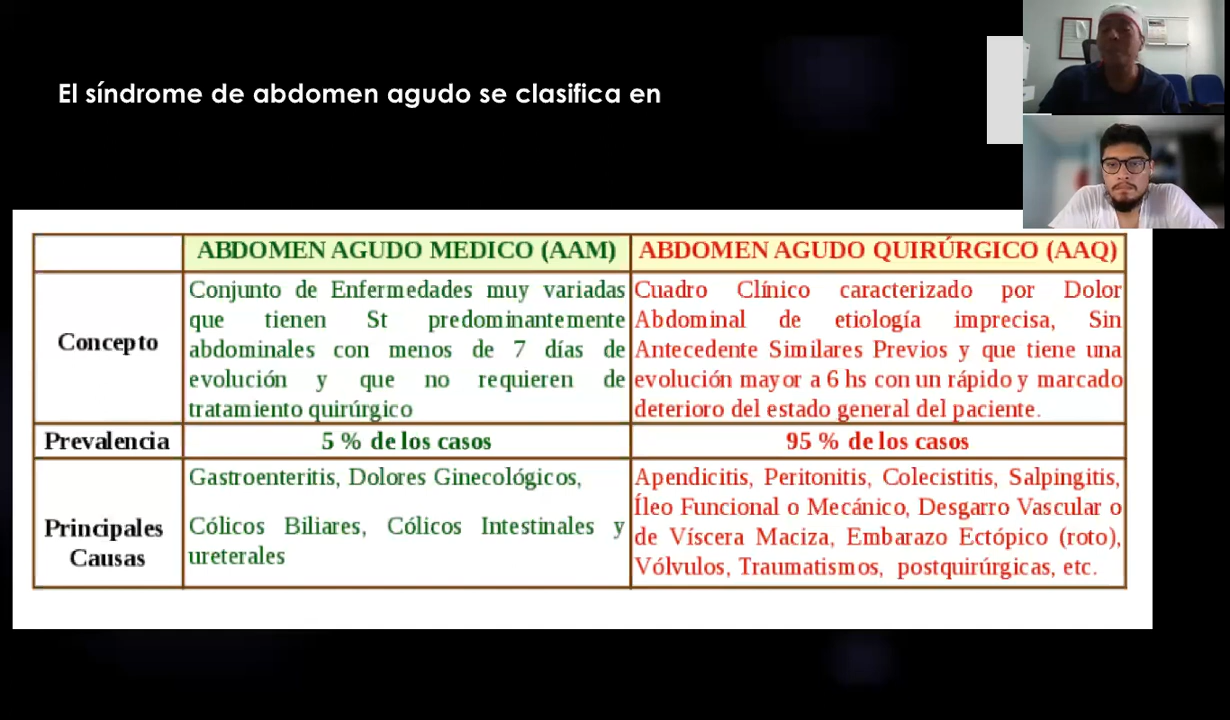 El síndrome de abdomen agudo se clasifica en
ABDOMEN AGUDO MEDICO (AAM)
ABDOMEN AGUDO QUIRÚRGICO (AAQ)
Concepto
Conjunto de Enfermedades muy variadas
que tienen St predominantemente
abdominales con menos de 7 días de
evolución y que no requieren de
tratamiento quirúrgico
Cuadro Clínico caracterizado por Dolor
Abdominal de etiología imprecisa, Sin
Antecedente Similares Previos y que tiene una
evolución mayor a 6 hs con un rápido y marcado
deterioro del estado general del paciente.
Prevalencia
5 % de los casos
95 % de los casos
Principales
Causas
Gastroenteritis, Dolores Ginecológicos,
Cólicos Biliares, Cólicos Intestinales y
ureterales
Apendicitis, Peritonitis, Colecistitis, Salpingitis,
Íleo Funcional o Mecánico, Desgarro Vascular o
de Víscera Maciza, Embarazo Ectópico (roto),
Vólvulos, Traumatismos, postquirúrgicas, etc.